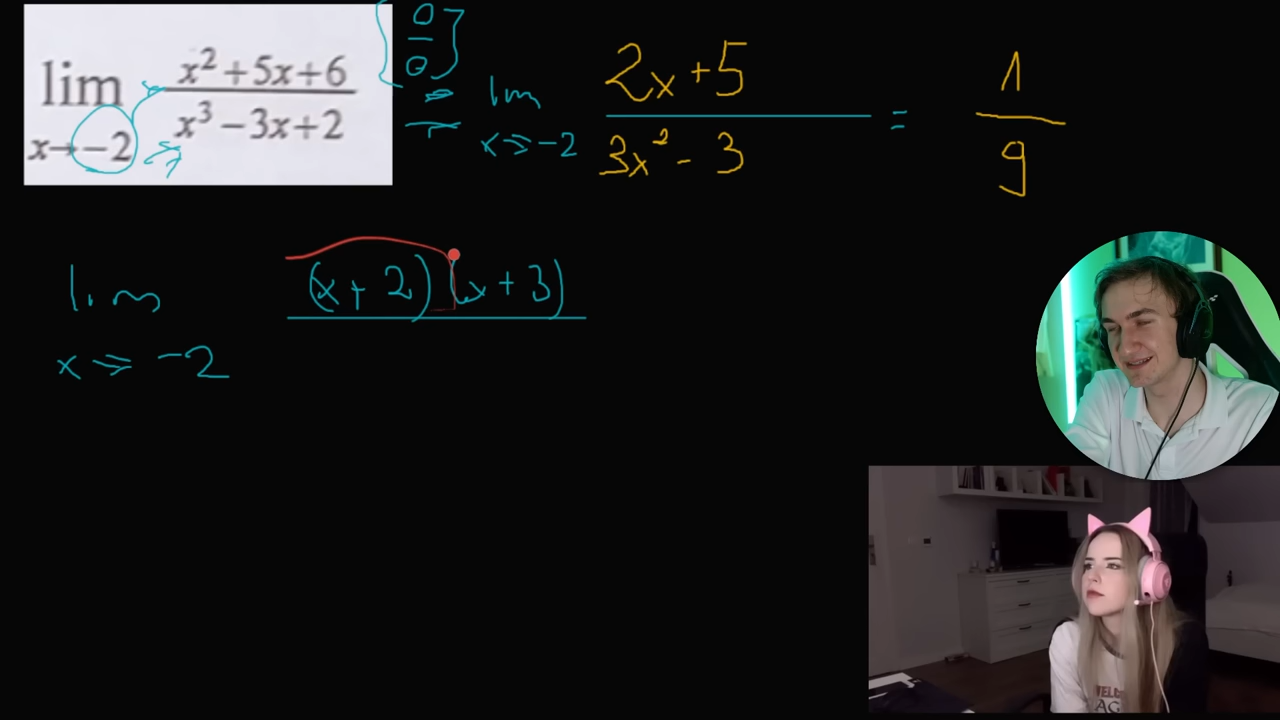 lim x→−2 x²+5x+6 / x³−3x+2
{0/0}
= lim x→−2 2x+5 / 3x²−3 = 1/9
lim x→−2 (x+2)(x+3)